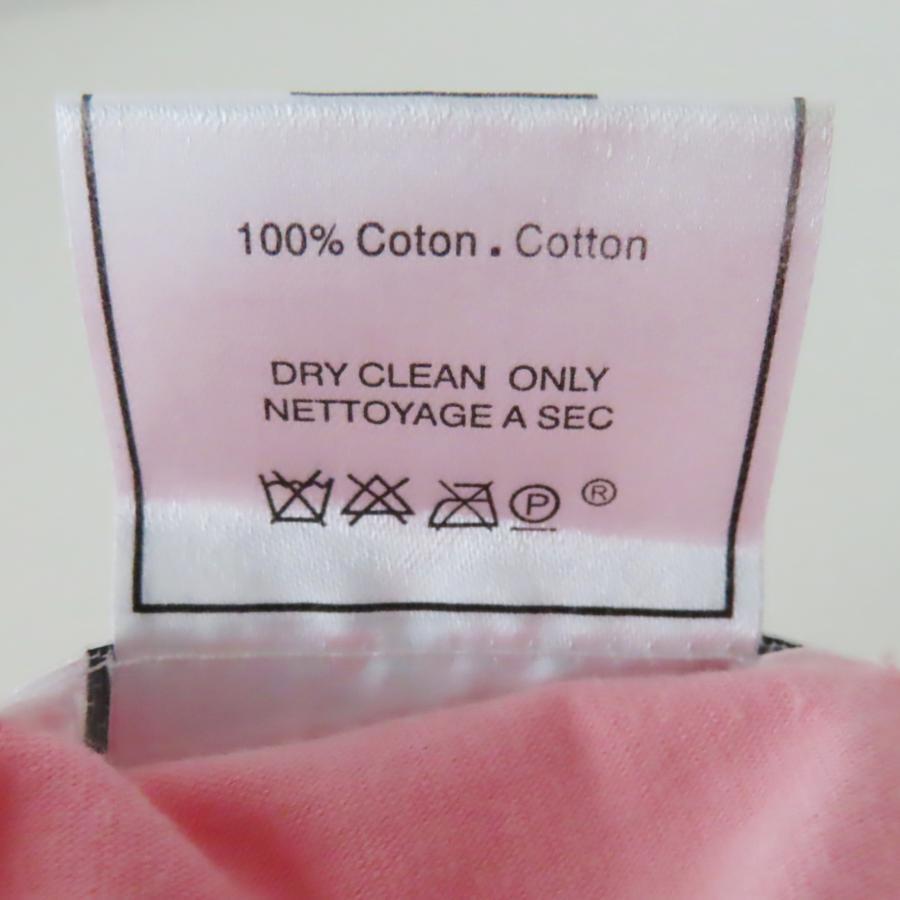 100% Coton . Cotton
DRY CLEAN ONLY
NETTOYAGE A SEC
P ®